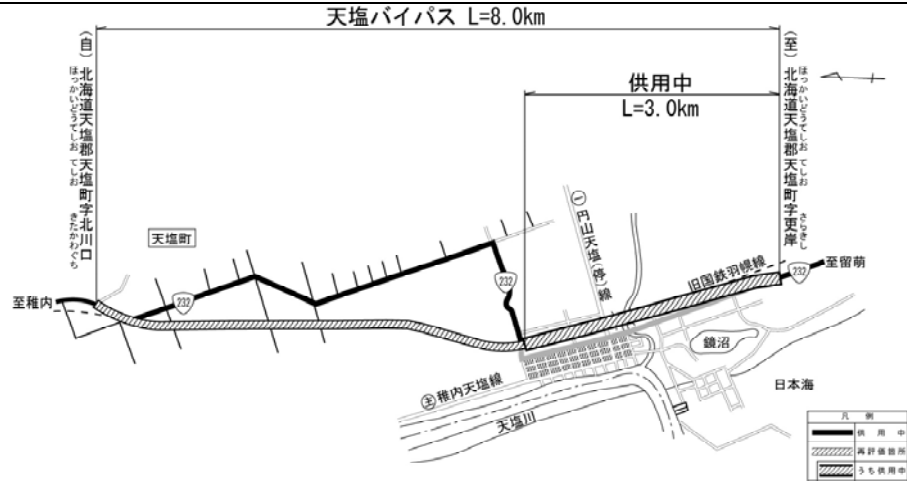 天塩バイパス L=8.0km
(自)北海道天塩郡天塩町字北川口
ほっかいどうてしお てしお きたかわぐち
(至)北海道天塩郡天塩町字更岸
ほっかいどうてしお てしお さらきし
供用中
L=3.0km
天塩町
一 円山天塩(停)線
232
232
旧国鉄羽幌線
至留萌
232
至稚内
鏡沼
主 稚内天塩線
天塩川
日本海
凡例
供用中
再評価箇所
うち供用中